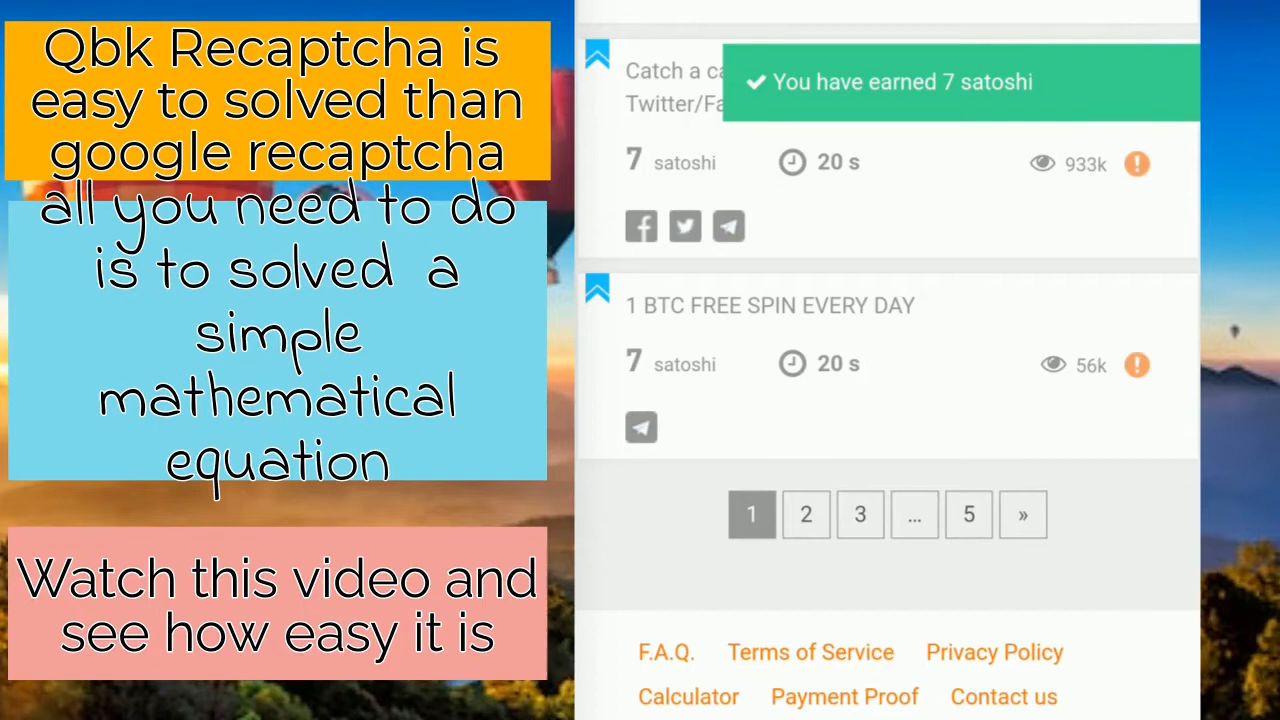 Qbk Recaptcha is
easy to solved than
google recaptcha
all you need to do
is to solved a
simple
mathematical
equation
Watch this video and
see how easy it is
You have earned 7 satoshi
Catch a ca
Twitter/Fa
7 satoshi 20 s 933k
1 BTC FREE SPIN EVERY DAY
7 satoshi 20 s 56k
1 2 3 ... 5 »
F.A.Q. Terms of Service Privacy Policy
Calculator Payment Proof Contact us